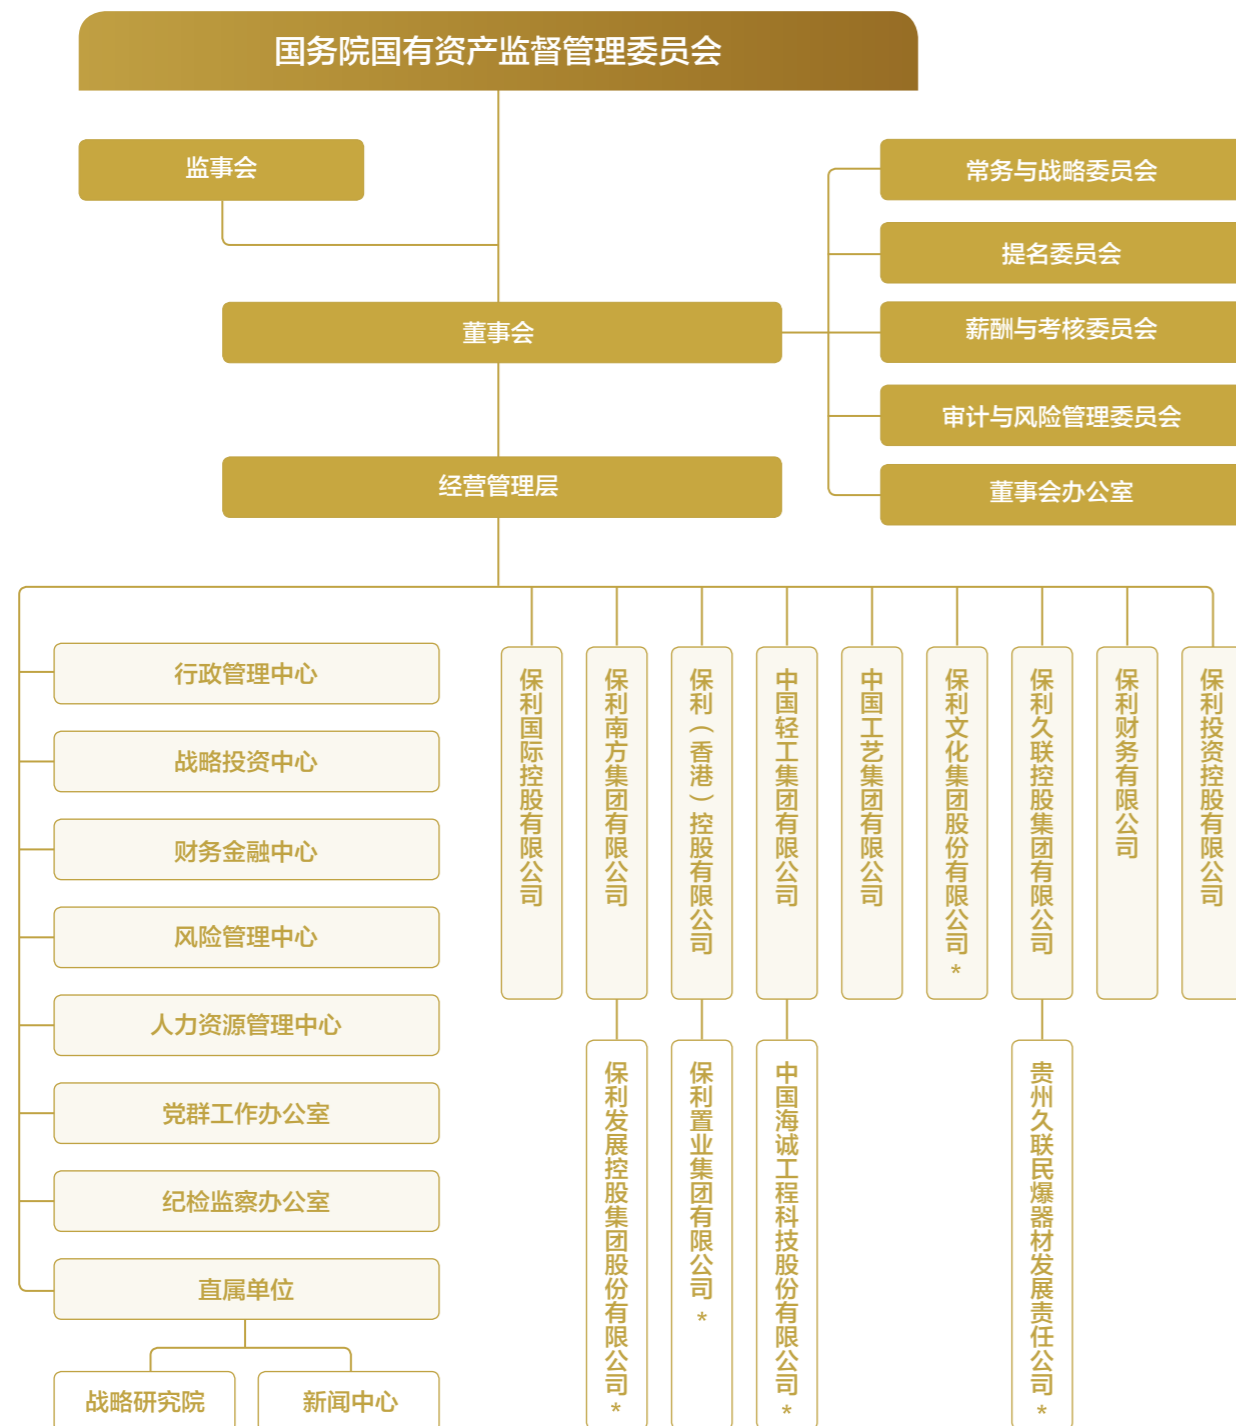 国务院国有资产监督管理委员会
监事会
常务与战略委员会
提名委员会
董事会
薪酬与考核委员会
审计与风险管理委员会
经营管理层
董事会办公室
行政管理中心
战略投资中心
财务金融中心
风险管理中心
人力资源管理中心
党群工作办公室
纪检监察办公室
直属单位
战略研究院
新闻中心
保利国际控股有限公司
保利南方集团有限公司
保利（香港）控股有限公司
中国轻工集团有限公司
中国工艺集团有限公司
保利文化集团股份有限公司*
保利久联控股集团有限公司
保利财务有限公司
保利投资控股有限公司
保利发展控股集团股份有限公司*
保利置业集团有限公司*
中国海诚工程科技股份有限公司*
贵州久联民爆器材发展责任公司*